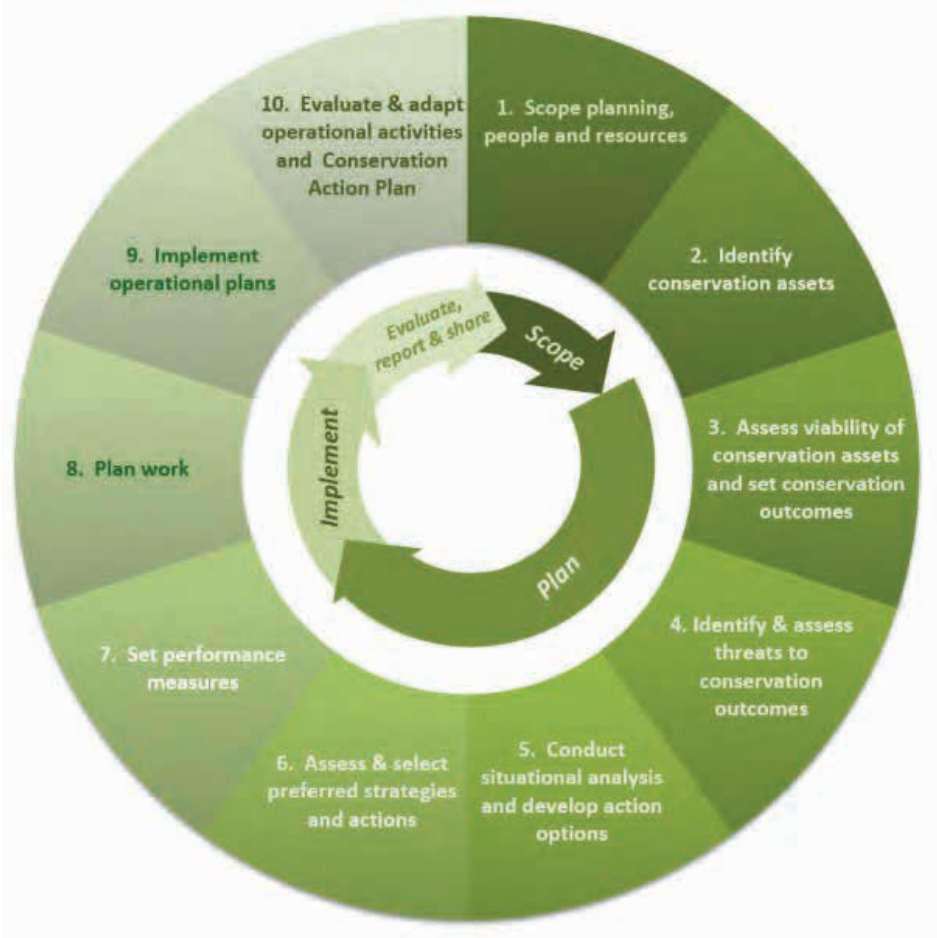 1. Scope planning,
people and resources
2. Identify
conservation assets
3. Assess viability of
conservation assets
and set conservation
outcomes
4. Identify & assess
threats to
conservation
outcomes
5. Conduct
situational analysis
and develop action
options
6. Assess & select
preferred strategies
and actions
7. Set performance
measures
8. Plan work
9. Implement
operational plans
10. Evaluate & adapt
operational activities
and Conservation
Action Plan
Scope
Plan
Implement
Evaluate,
report & share